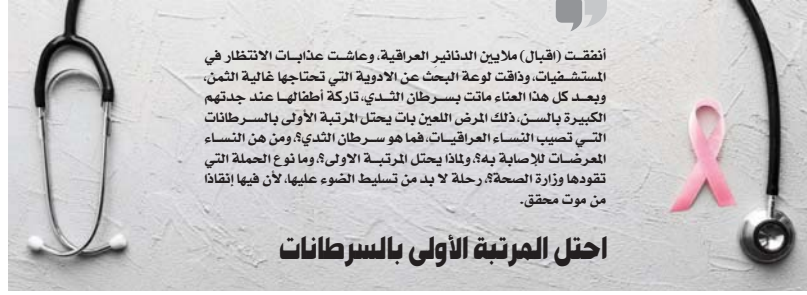 أنفقت (اقبال) ملايين الدنانير العراقية، وعاشت عذابات الانتظار في
المستشفيات، وذاقت لوعة البحث عن الادوية التي تحتاجها غالية الثمن،
وبعد كل هذا العناء ماتت بسرطان الثدي، تاركة أطفالها عند جدتهم
الكبيرة بالسن، ذلك المرض اللعين بات يحتل المرتبة الأولى بالسرطانات
التي تصيب النساء العراقيات، فما هو سرطان الثدي؟، ومن هن النساء
المعرضات للإصابة به؟، ولماذا يحتل المرتبة الاولى؟، وما نوع الحملة التي
تقودها وزارة الصحة؟، رحلة لا بد من تسليط الضوء عليها، لأن فيها إنقاذا
من موت محقق.
احتل المرتبة الأولى بالسرطانات